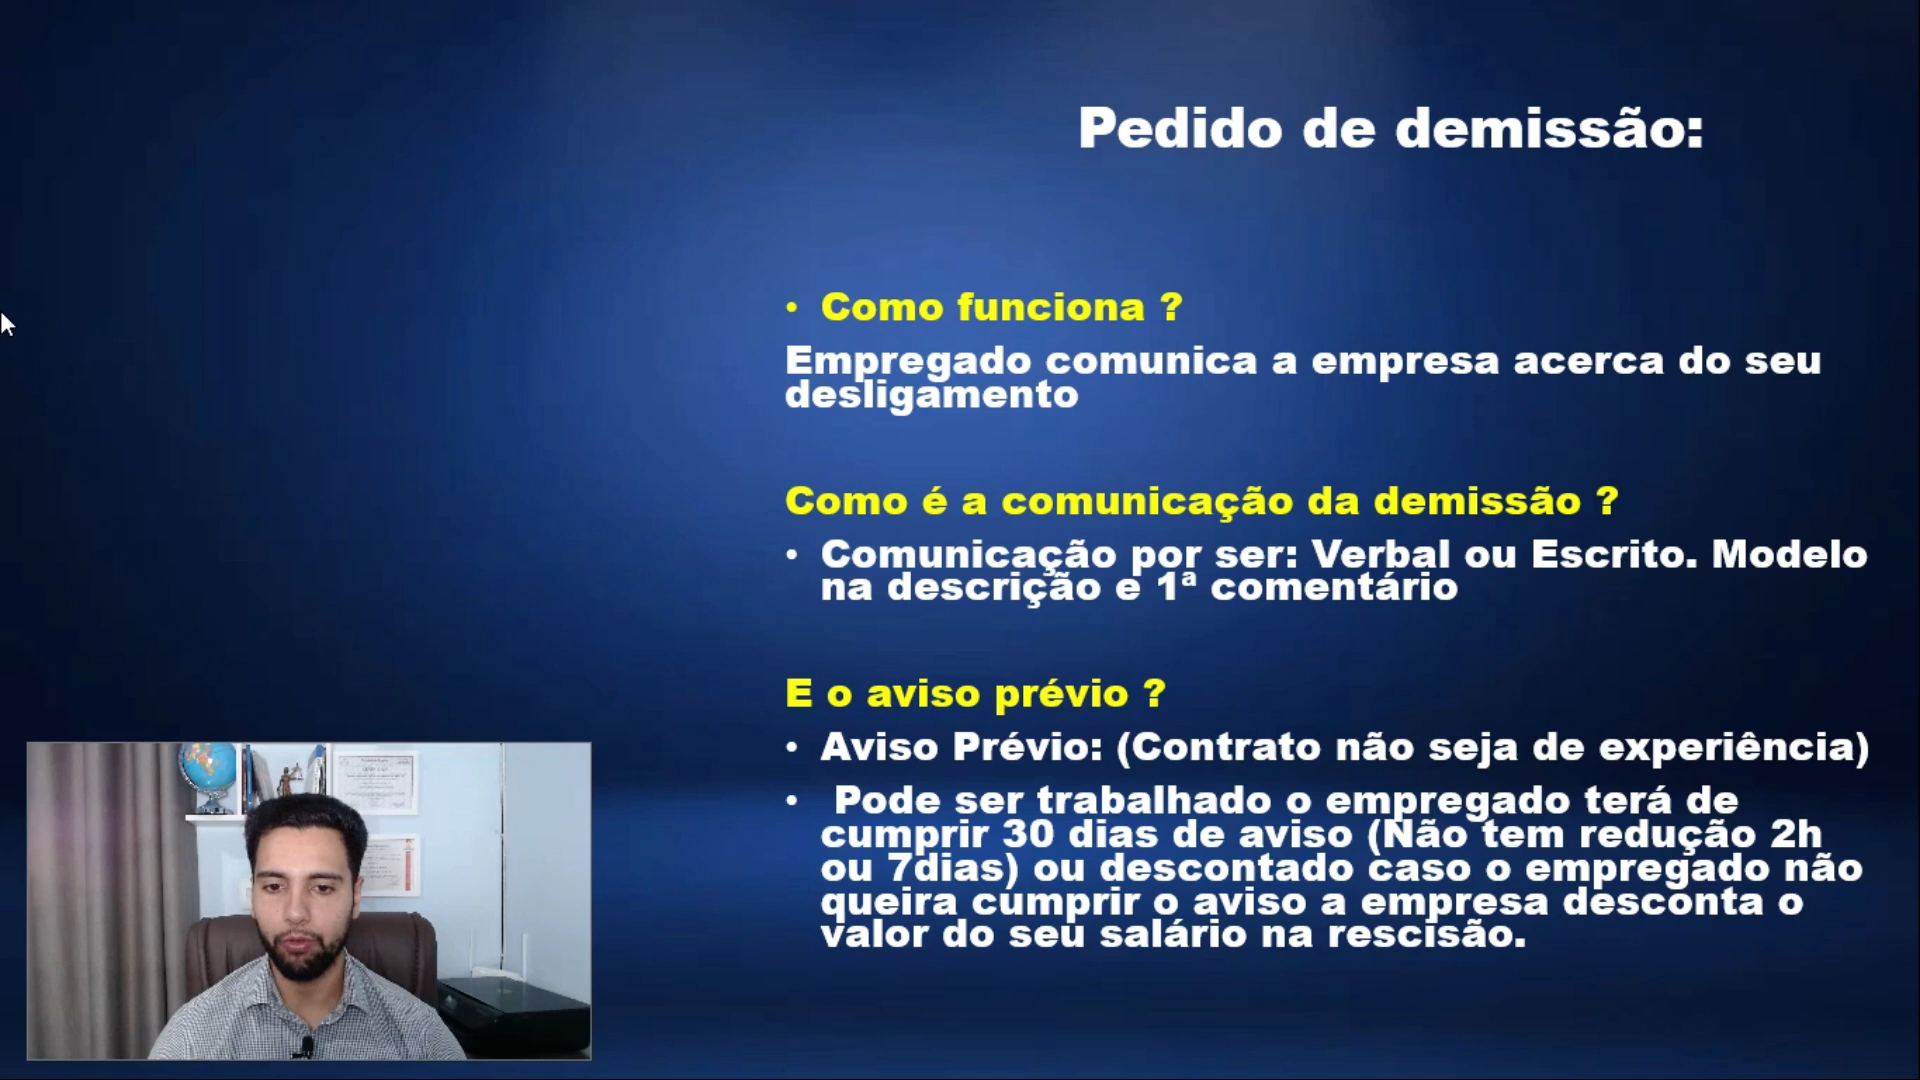 Pedido de demissão:
• Como funciona ?
Empregado comunica a empresa acerca do seu
desligamento
Como é a comunicação da demissão ?
• Comunicação por ser: Verbal ou Escrito. Modelo
na descrição e 1ª comentário
E o aviso prévio ?
• Aviso Prévio: (Contrato não seja de experiência)
• Pode ser trabalhado o empregado terá de
cumprir 30 dias de aviso (Não tem redução 2h
ou 7dias) ou descontado caso o empregado não
queira cumprir o aviso a empresa desconta o
valor do seu salário na rescisão.